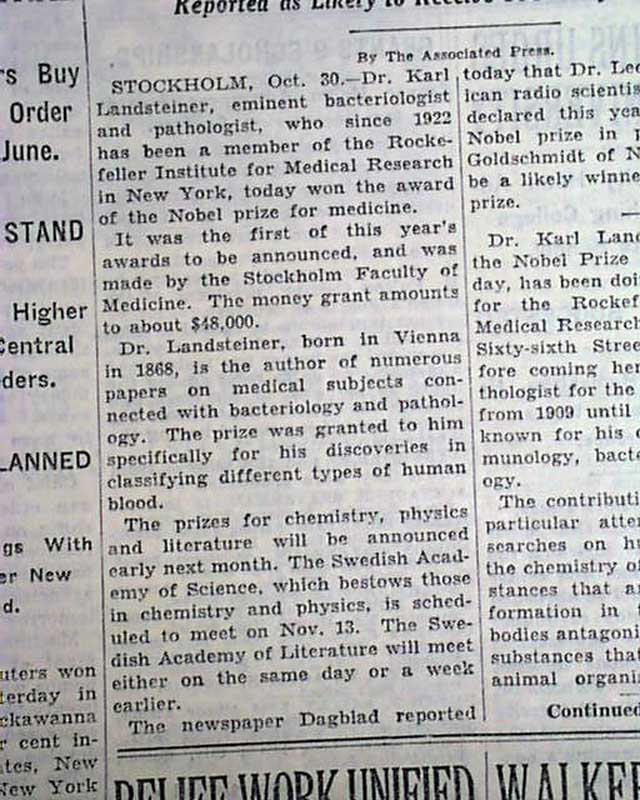 Reported as Likely to Receive
rs Buy
Order
June.
STAND
Higher
Central
ders.
LANNED
gs With
er New
d.
uters won
terday in
ckawanna
r cent in-
tes, New
New York
By The Associated Press.
STOCKHOLM, Oct. 30.—Dr. Karl
Landsteiner, eminent bacteriologist
and pathologist, who since 1922
has been a member of the Rocke-
feller Institute for Medical Research
in New York, today won the award
of the Nobel prize for medicine.
It was the first of this year's
awards to be announced, and was
made by the Stockholm Faculty of
Medicine. The money grant amounts
to about $48,000.
Dr. Landsteiner, born in Vienna
in 1868, is the author of numerous
papers on medical subjects con-
nected with bacteriology and pathol-
ogy. The prize was granted to him
specifically for his discoveries in
classifying different types of human
blood.
The prizes for chemistry, physics
and literature will be announced
early next month. The Swedish Acad-
emy of Science, which bestows those
in chemistry and physics, is sched-
uled to meet on Nov. 13. The Swe-
dish Academy of Literature will meet
either on the same day or a week
earlier.
The newspaper Dagblad reported
today that Dr. Lee
ican radio scientis
declared this yea
Nobel prize in p
Goldschmidt of N
be a likely winne
prize.
Dr. Karl Land
the Nobel Prize
day, has been doi
for the Rockef
Medical Research
Sixty-sixth Stree
fore coming her
thologist for the
from 1909 until
known for his
munology, bacte
ogy.
The contributi
particular atte
searches on hu
the chemistry of
stances that a
formation in
bodies antagoni
substances that
animal organi
Continued
RELIEF WORK UNIFIED
WALKE